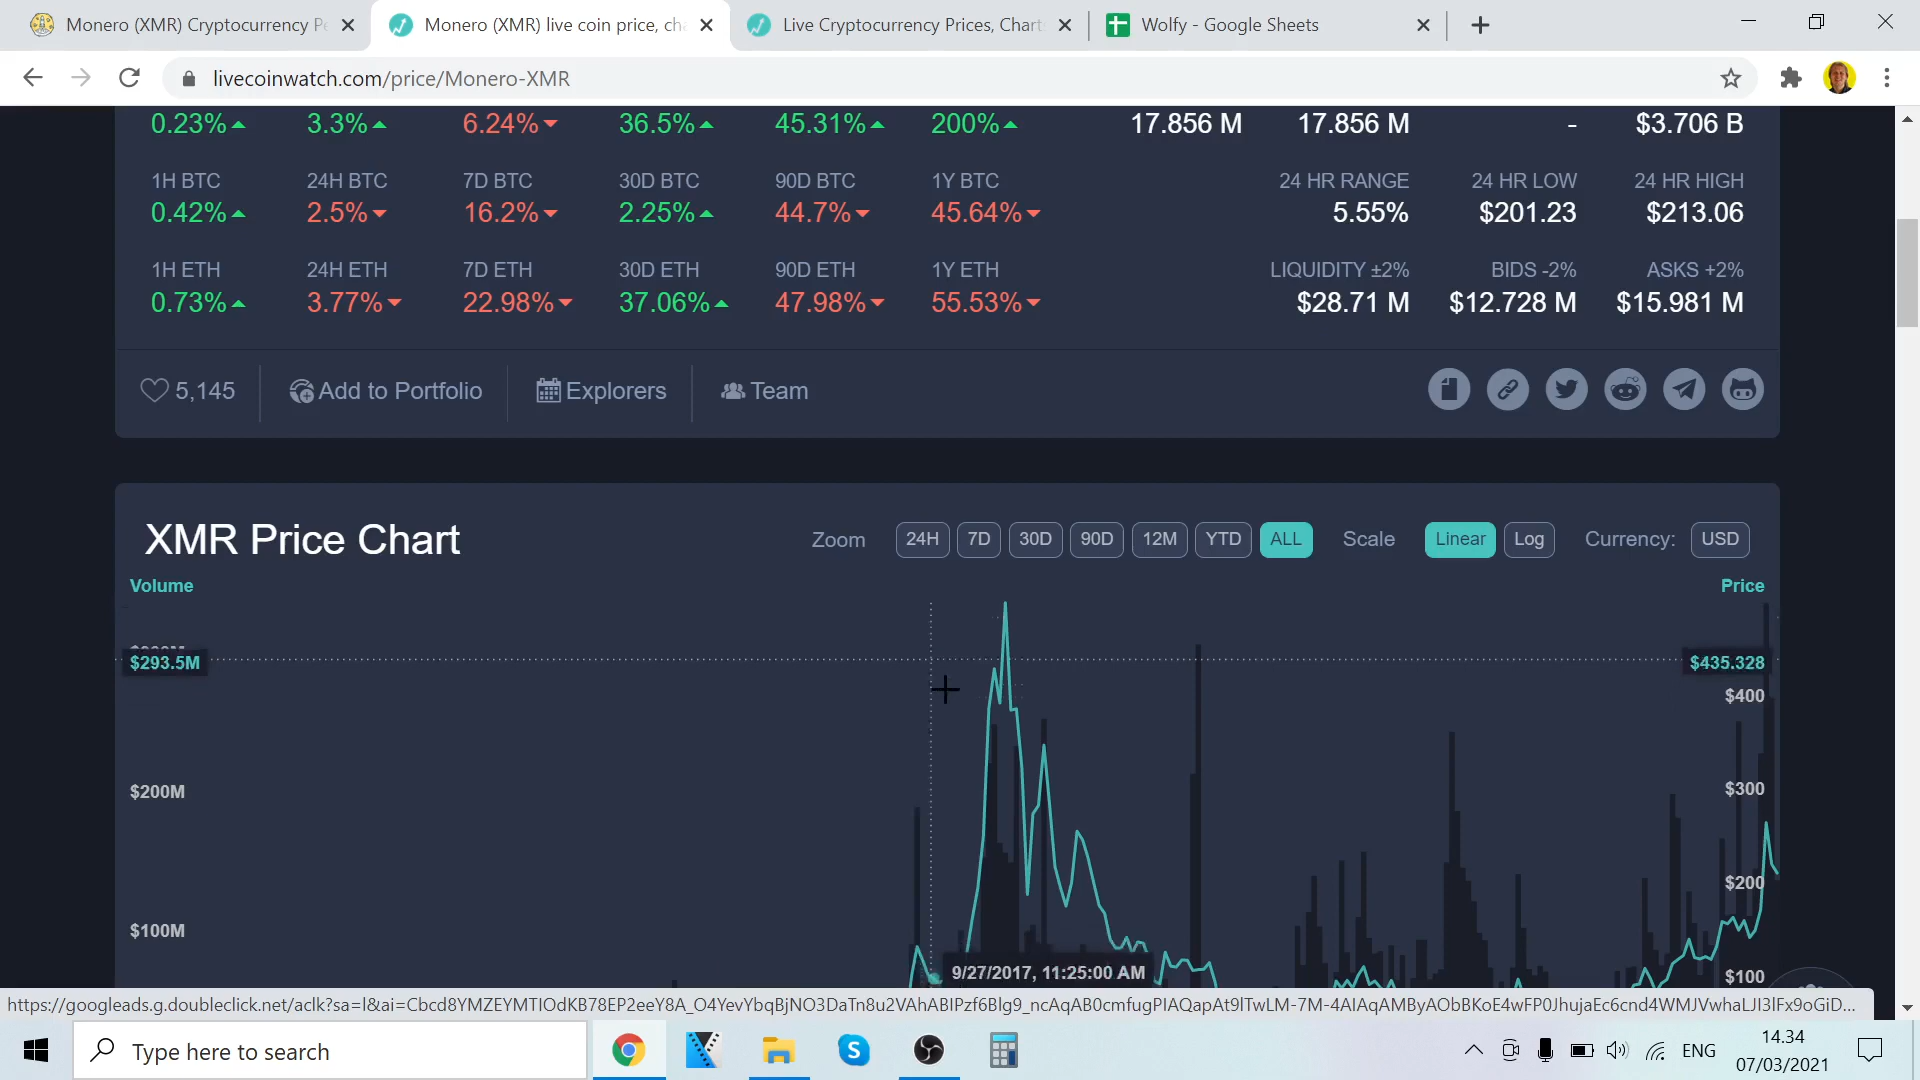 Monero (XMR) Cryptocurrency Pe
Monero (XMR) live coin price, cha
Live Cryptocurrency Prices, Chart
Wolfy - Google Sheets
livecoinwatch.com/price/Monero-XMR
0.23% 3.3% 6.24% 36.5% 45.31% 200% 17.856 M 17.856 M - $3.706 B
1H BTC 24H BTC 7D BTC 30D BTC 90D BTC 1Y BTC 24 HR RANGE 24 HR LOW 24 HR HIGH
0.42% 2.5% 16.2% 2.25% 44.7% 45.64% 5.55% $201.23 $213.06
1H ETH 24H ETH 7D ETH 30D ETH 90D ETH 1Y ETH LIQUIDITY ±2% BIDS -2% ASKS +2%
0.73% 3.77% 22.98% 37.06% 47.98% 55.53% $28.71 M $12.728 M $15.981 M
5,145 Add to Portfolio Explorers Team
XMR Price Chart Zoom 24H 7D 30D 90D 12M YTD ALL Scale Linear Log Currency: USD
Volume Price
$293.5M $435.328
$400
$200M $300
$200
$100M
9/27/2017, 11:25:00 AM $100
Type here to search
ENG
14.34
07/03/2021